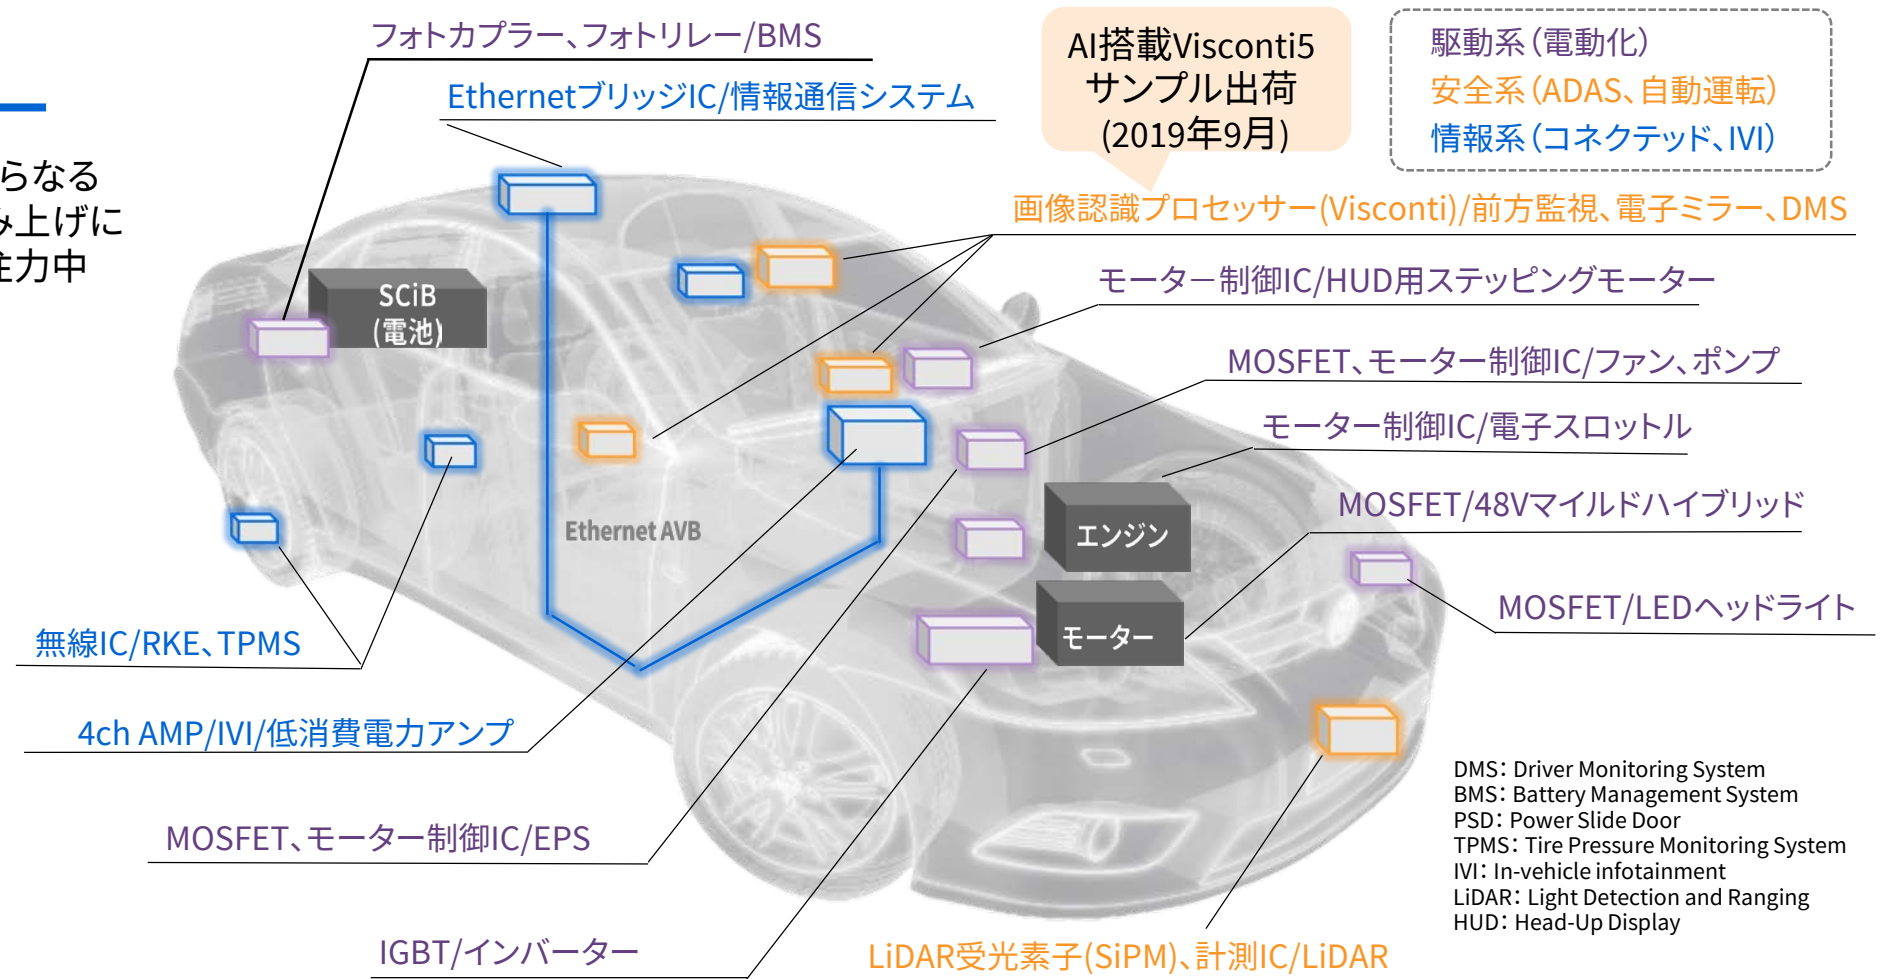 フォトカプラー、フォトリレー/BMS
EthernetブリッジIC/情報通信システム
AI搭載Visconti5
サンプル出荷
(2019年9月)
駆動系（電動化）
安全系（ADAS、自動運転）
情報系（コネクテッド、IVI）
らなる
み上げに
注力中
画像認識プロセッサー(Visconti)/前方監視、電子ミラー、DMS
SCiB
(電池)
モーター制御IC/HUD用ステッピングモーター
MOSFET、モーター制御IC/ファン、ポンプ
モーター制御IC/電子スロットル
MOSFET/48Vマイルドハイブリッド
Ethernet AVB
エンジン
モーター
MOSFET/LEDヘッドライト
無線IC/RKE、TPMS
4ch AMP/IVI/低消費電力アンプ
MOSFET、モーター制御IC/EPS
IGBT/インバーター
LiDAR受光素子(SiPM)、計測IC/LiDAR
DMS：Driver Monitoring System
BMS：Battery Management System
PSD：Power Slide Door
TPMS：Tire Pressure Monitoring System
IVI：In-vehicle infotainment
LiDAR：Light Detection and Ranging
HUD：Head-Up Display